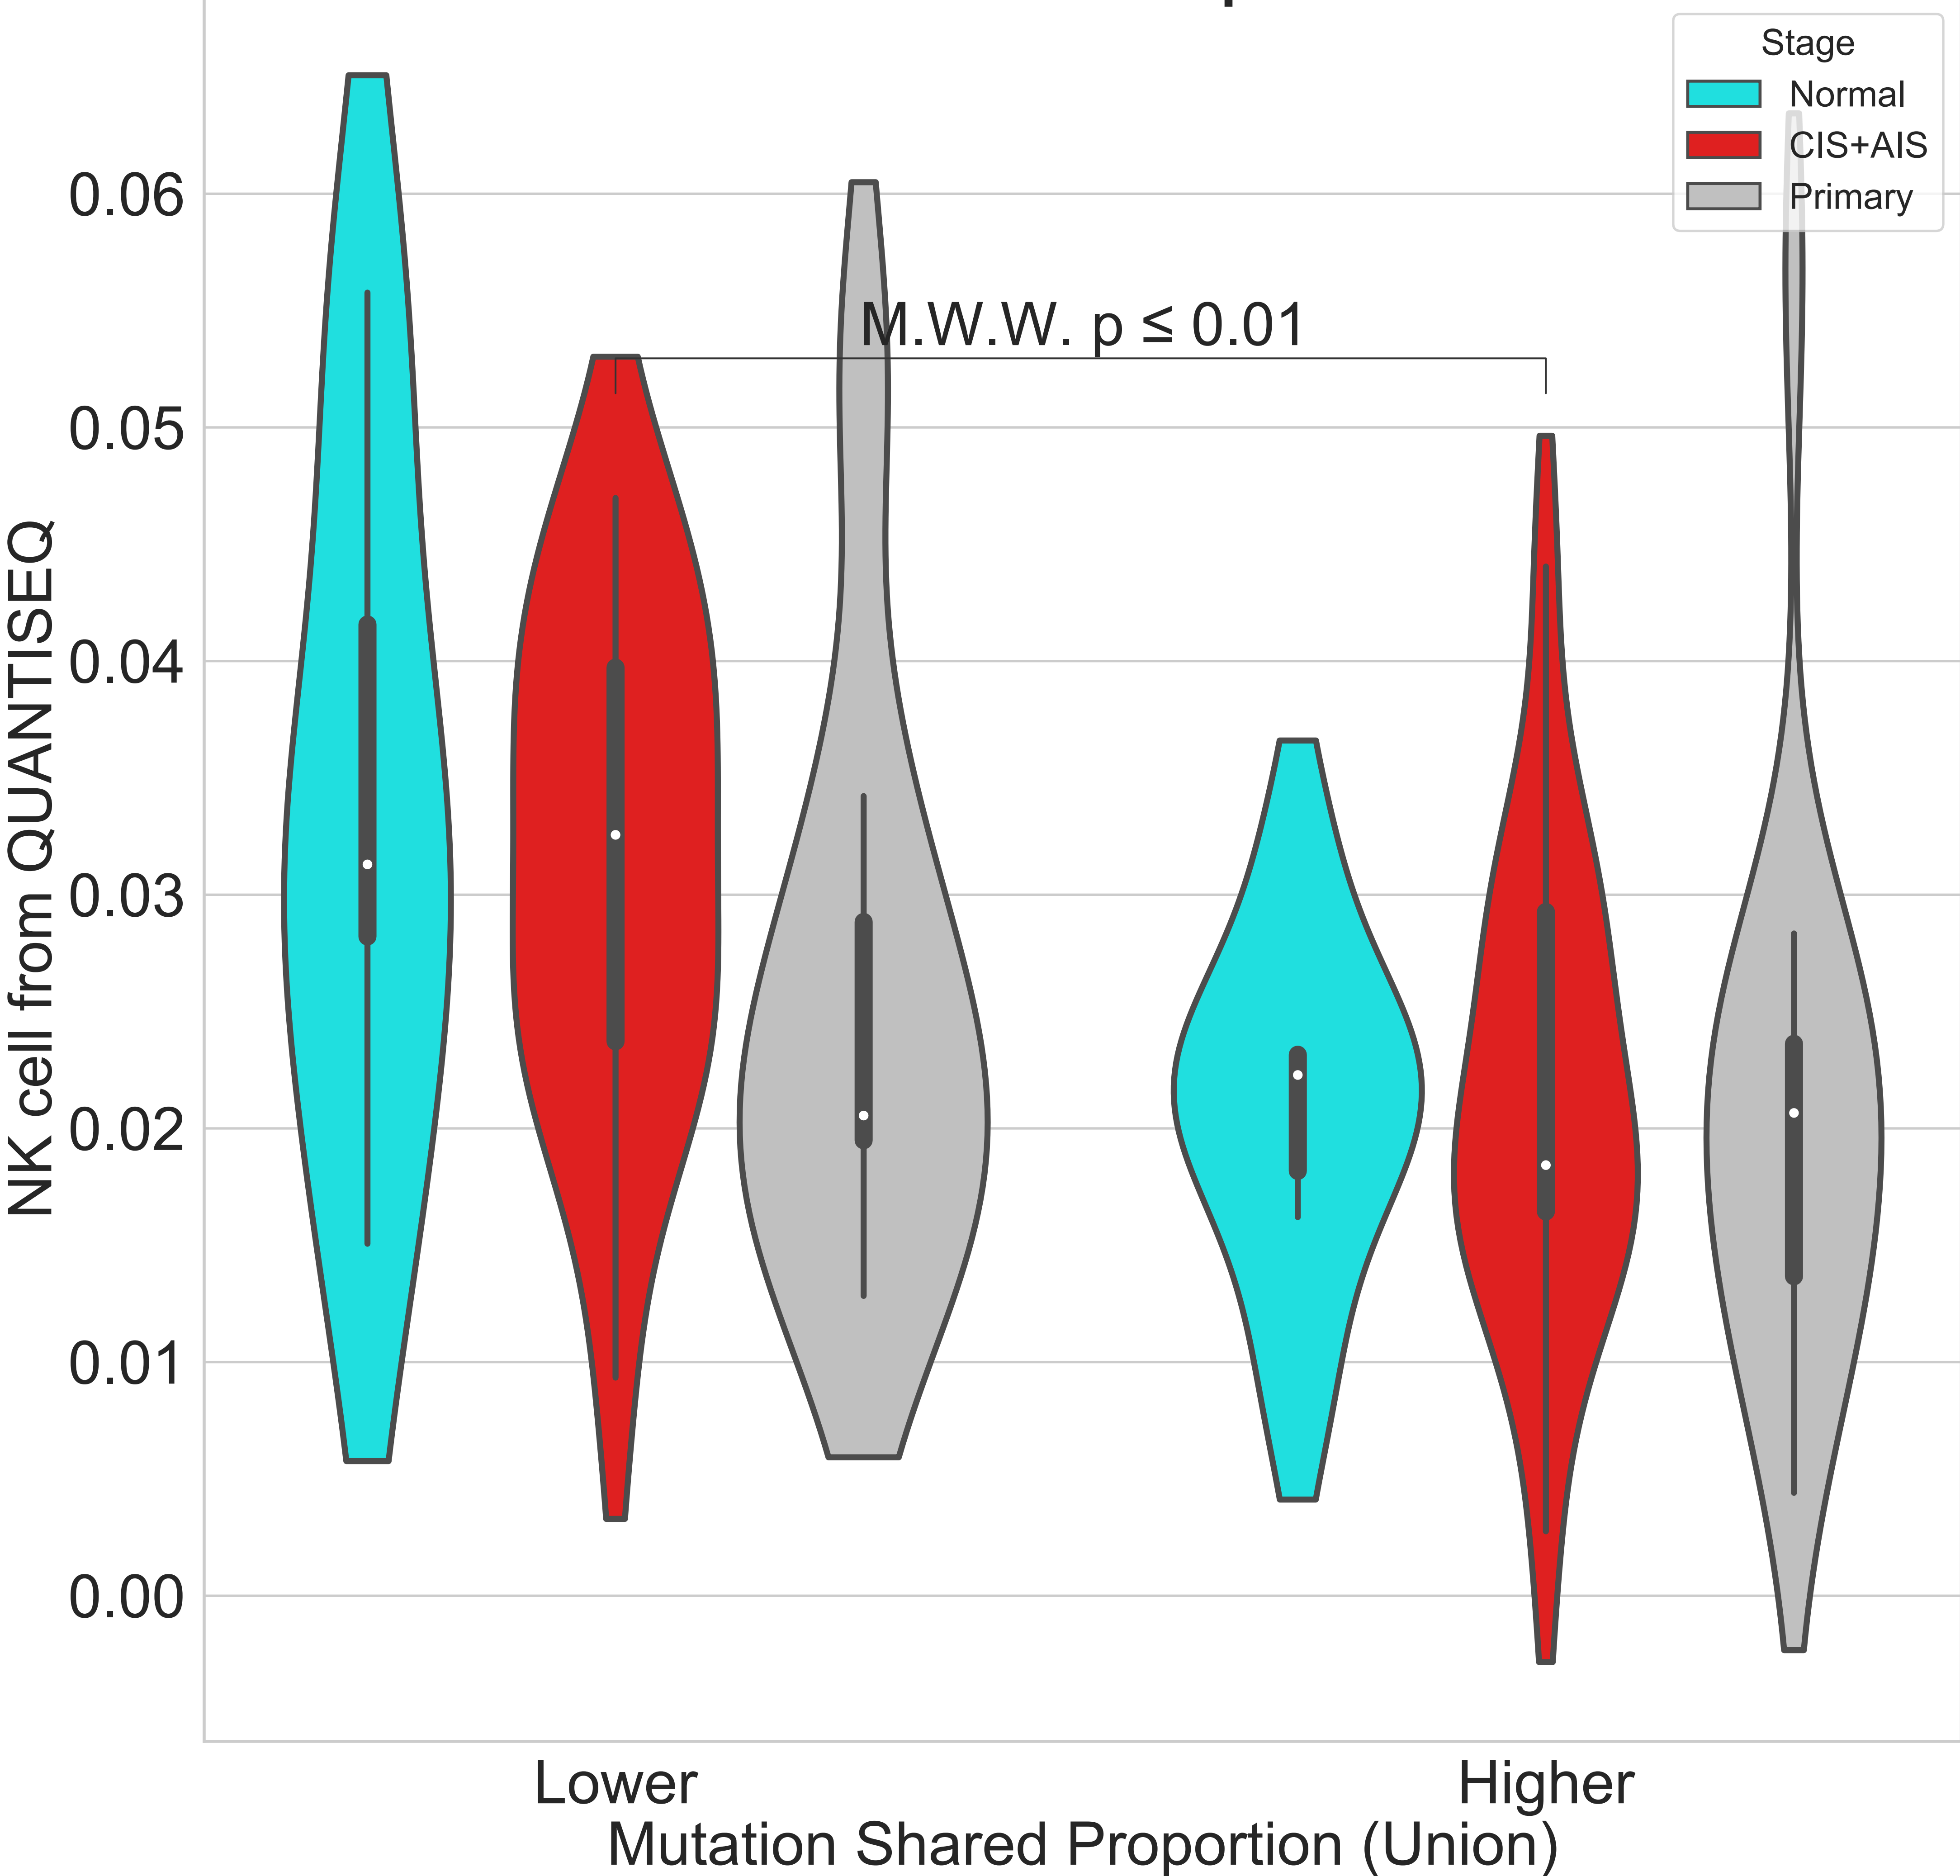 Stage
Normal
CIS+AIS
Primary
M.W.W. p ≤ 0.01
NK cell from QUANTISEQ
0.06
0.05
0.04
0.03
0.02
0.01
0.00
Lower
Higher
Mutation Shared Proportion (Union)